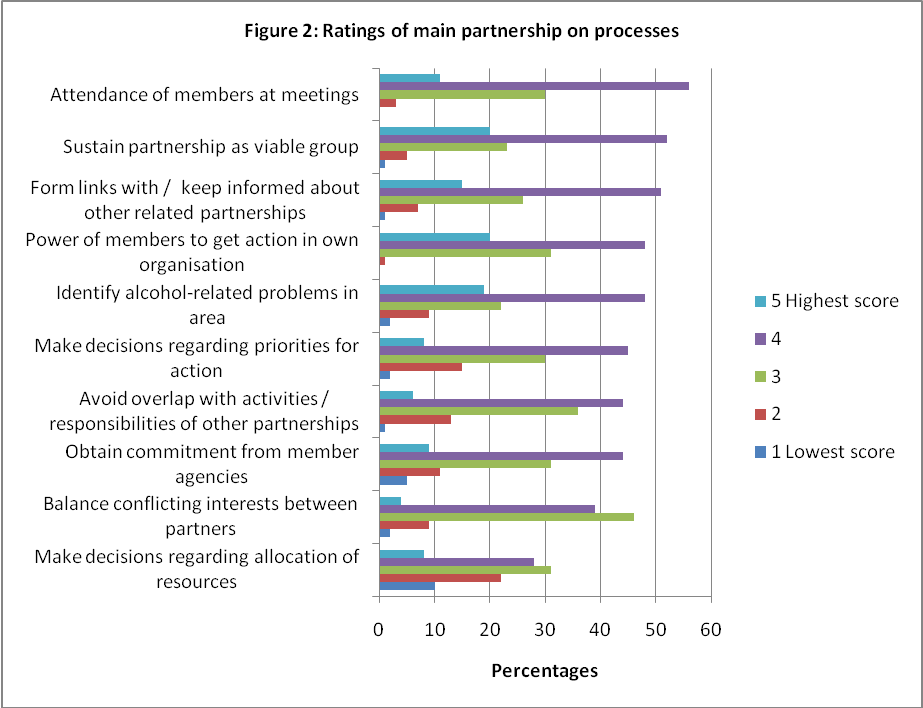 Figure 2: Ratings of main partnership on processes
Attendance of members at meetings
Sustain partnership as viable group
Form links with / keep informed about
other related partnerships
Power of members to get action in own
organisation
Identify alcohol-related problems in
area
Make decisions regarding priorities for
action
Avoid overlap with activities /
responsibilities of other partnerships
Obtain commitment from member
agencies
Balance conflicting interests between
partners
Make decisions regarding allocation of
resources
0 10 20 30 40 50 60
Percentages
5 Highest score
4
3
2
1 Lowest score